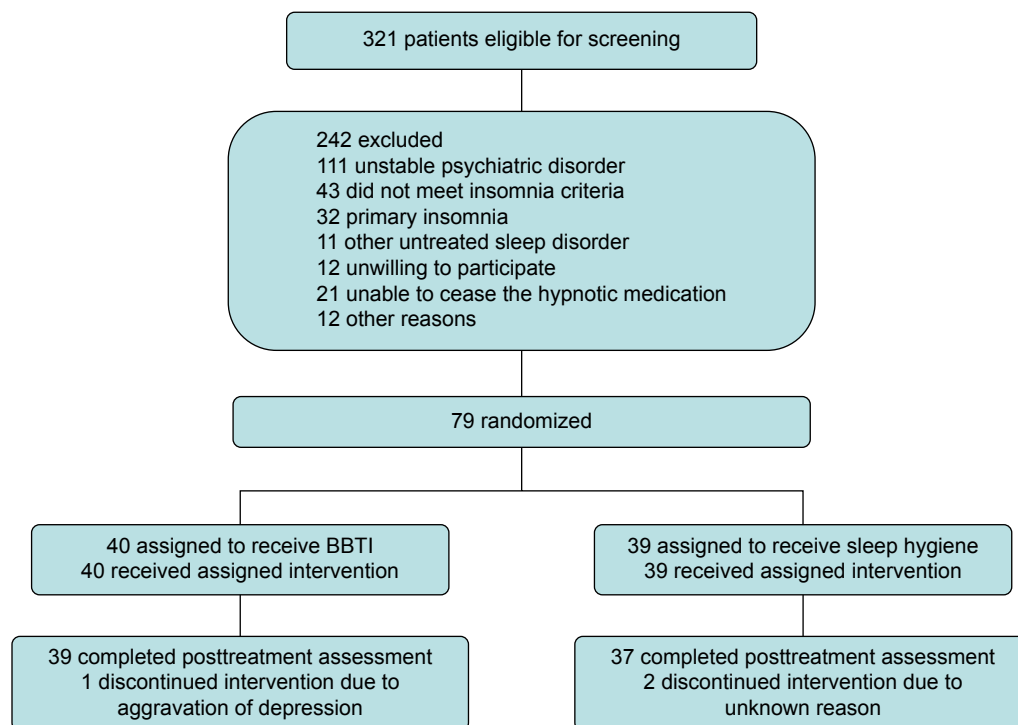 321 patients eligible for screening
242 excluded
111 unstable psychiatric disorder
43 did not meet insomnia criteria
32 primary insomnia
11 other untreated sleep disorder
12 unwilling to participate
21 unable to cease the hypnotic medication
12 other reasons
79 randomized
40 assigned to receive BBTI
40 received assigned intervention
39 assigned to receive sleep hygiene
39 received assigned intervention
39 completed posttreatment assessment
1 discontinued intervention due to
aggravation of depression
37 completed posttreatment assessment
2 discontinued intervention due to
unknown reason